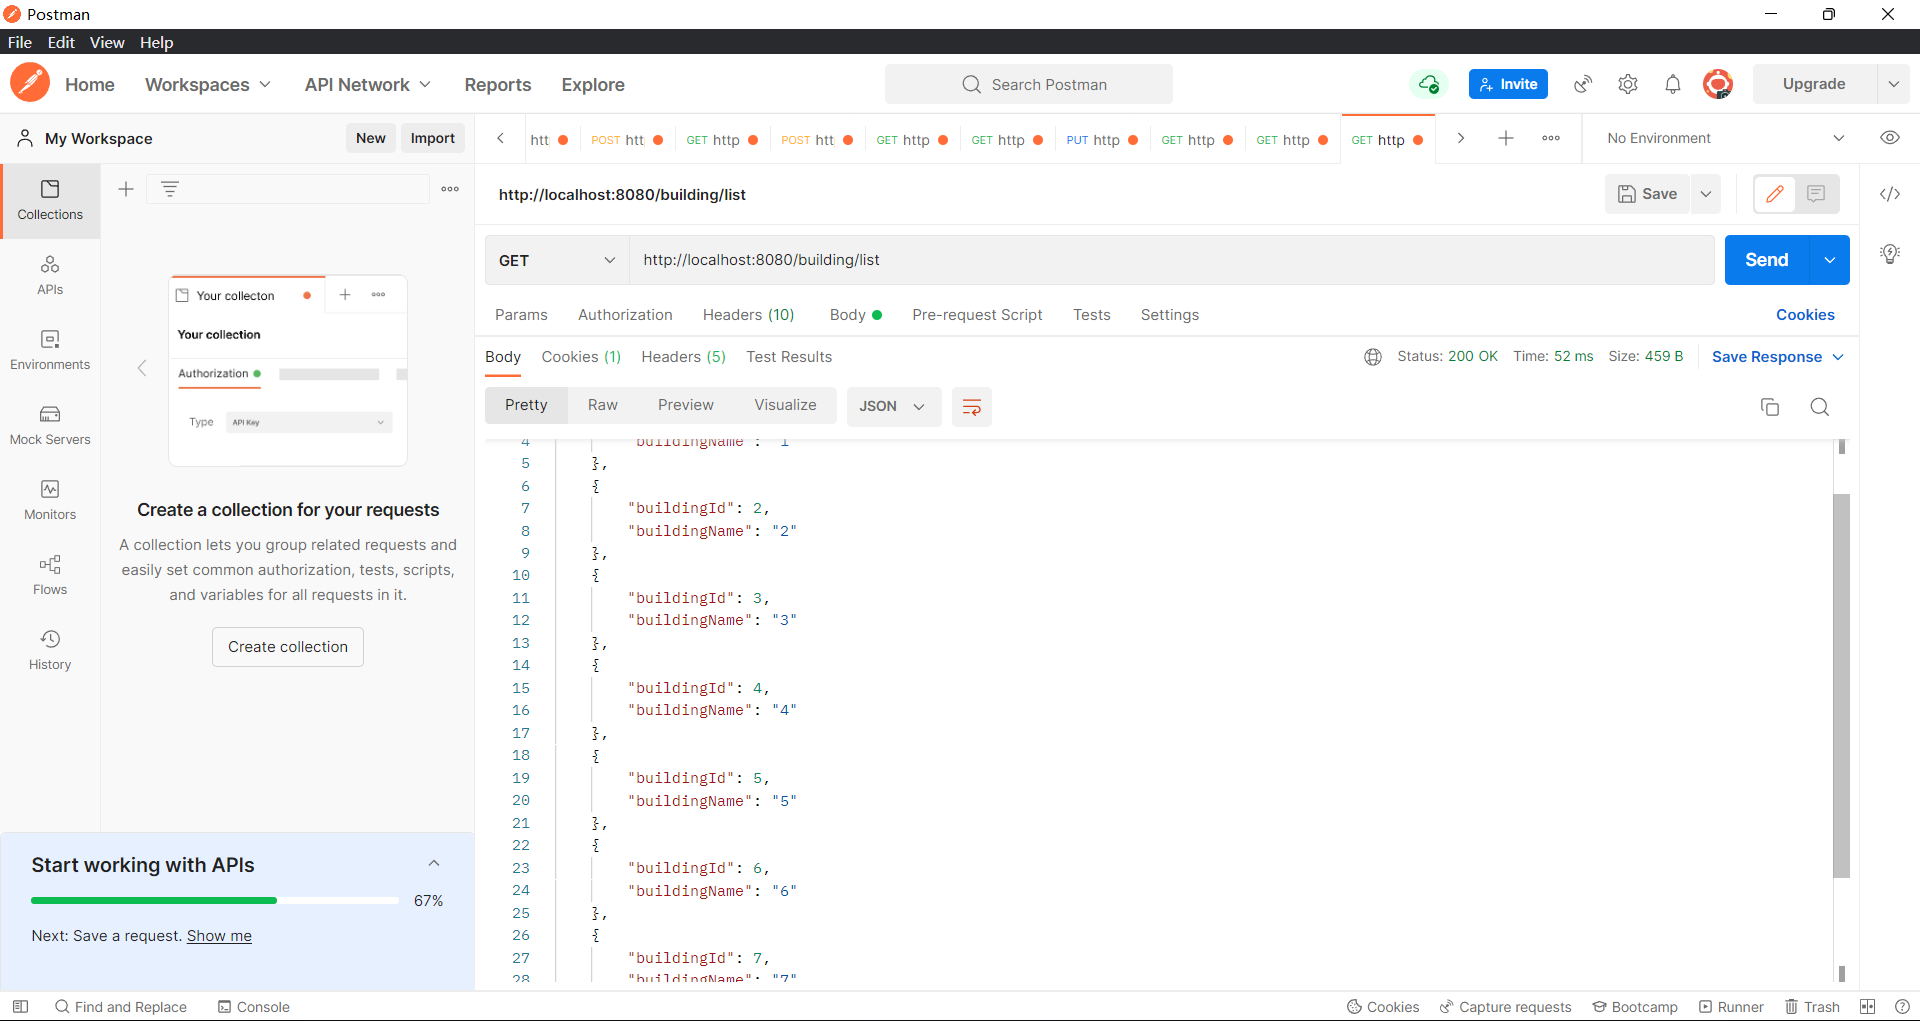 Postman
File Edit View Help
Home Workspaces API Network Reports Explore Search Postman Invite Upgrade
My Workspace New Import
htt POST htt GET http POST htt GET http GET http PUT http GET http GET http GET http No Environment
Collections
APIs
Environments
Mock Servers
Monitors
Flows
History
Your collecton
Your collection
Authorization
Type API Key
Create a collection for your requests
A collection lets you group related requests and
easily set common authorization, tests, scripts,
and variables for all requests in it.
Create collection
Start working with APIs
67%
Next: Save a request. Show me
http://localhost:8080/building/list Save
GET http://localhost:8080/building/list Send
Params Authorization Headers (10) Body Pre-request Script Tests Settings Cookies
Body Cookies (1) Headers (5) Test Results Status: 200 OK Time: 52 ms Size: 459 B Save Response
Pretty Raw Preview Visualize JSON
4 "buildingName": "1"
5 },
6 {
7 "buildingId": 2,
8 "buildingName": "2"
9 },
10 {
11 "buildingId": 3,
12 "buildingName": "3"
13 },
14 {
15 "buildingId": 4,
16 "buildingName": "4"
17 },
18 {
19 "buildingId": 5,
20 "buildingName": "5"
21 },
22 {
23 "buildingId": 6,
24 "buildingName": "6"
25 },
26 {
27 "buildingId": 7,
28 "buildingName": "7"
Find and Replace Console Cookies Capture requests Bootcamp Runner Trash